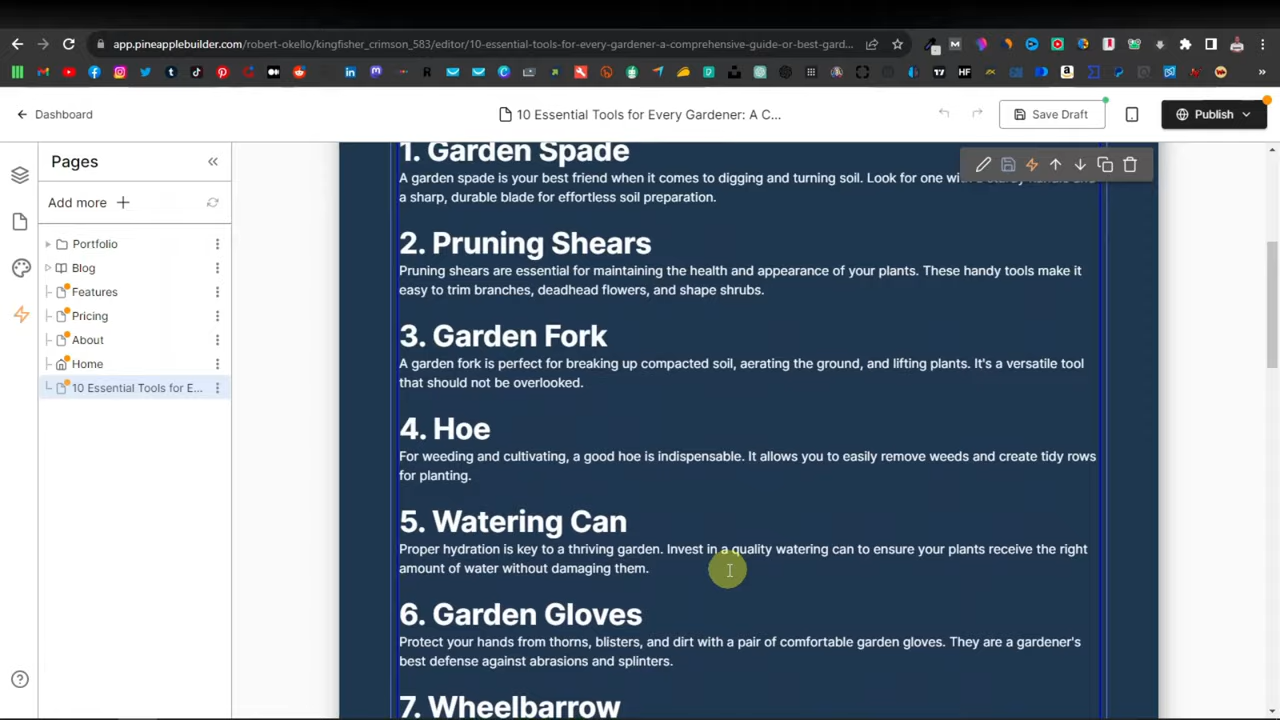 app.pineapplebuilder.com/robert-okello/kingfisher_crimson_583/editor/10-essential-tools-for-every-gardener-a-comprehensive-guide-or-best-gard...
Dashboard
10 Essential Tools for Every Gardener: A C...
Save Draft
Publish
Pages
Add more
Portfolio
Blog
Features
Pricing
About
Home
10 Essential Tools for E...
1. Garden Spade
A garden spade is your best friend when it comes to digging and turning soil. Look for one
a sharp, durable blade for effortless soil preparation.
2. Pruning Shears
Pruning shears are essential for maintaining the health and appearance of your plants. These handy tools make it
easy to trim branches, deadhead flowers, and shape shrubs.
3. Garden Fork
A garden fork is perfect for breaking up compacted soil, aerating the ground, and lifting plants. It's a versatile tool
that should not be overlooked.
4. Hoe
For weeding and cultivating, a good hoe is indispensable. It allows you to easily remove weeds and create tidy rows
for planting.
5. Watering Can
Proper hydration is key to a thriving garden. Invest in a quality watering can to ensure your plants receive the right
amount of water without damaging them.
6. Garden Gloves
Protect your hands from thorns, blisters, and dirt with a pair of comfortable garden gloves. They are a gardener's
best defense against abrasions and splinters.
7. Wheelbarrow